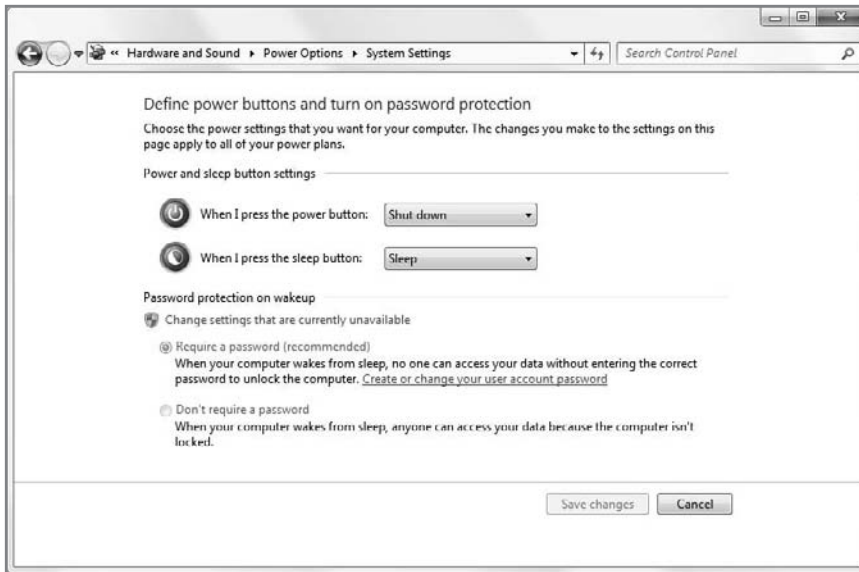 « Hardware and Sound ▸ Power Options ▸ System Settings
Search Control Panel
Define power buttons and turn on password protection
Choose the power settings that you want for your computer. The changes you make to the settings on this
page apply to all of your power plans.
Power and sleep button settings
When I press the power button: Shut down
When I press the sleep button: Sleep
Password protection on wakeup
Change settings that are currently unavailable
Require a password (recommended)
When your computer wakes from sleep, no one can access your data without entering the correct
password to unlock the computer. Create or change your user account password
Don't require a password
When your computer wakes from sleep, anyone can access your data because the computer isn't
locked.
Save changes Cancel